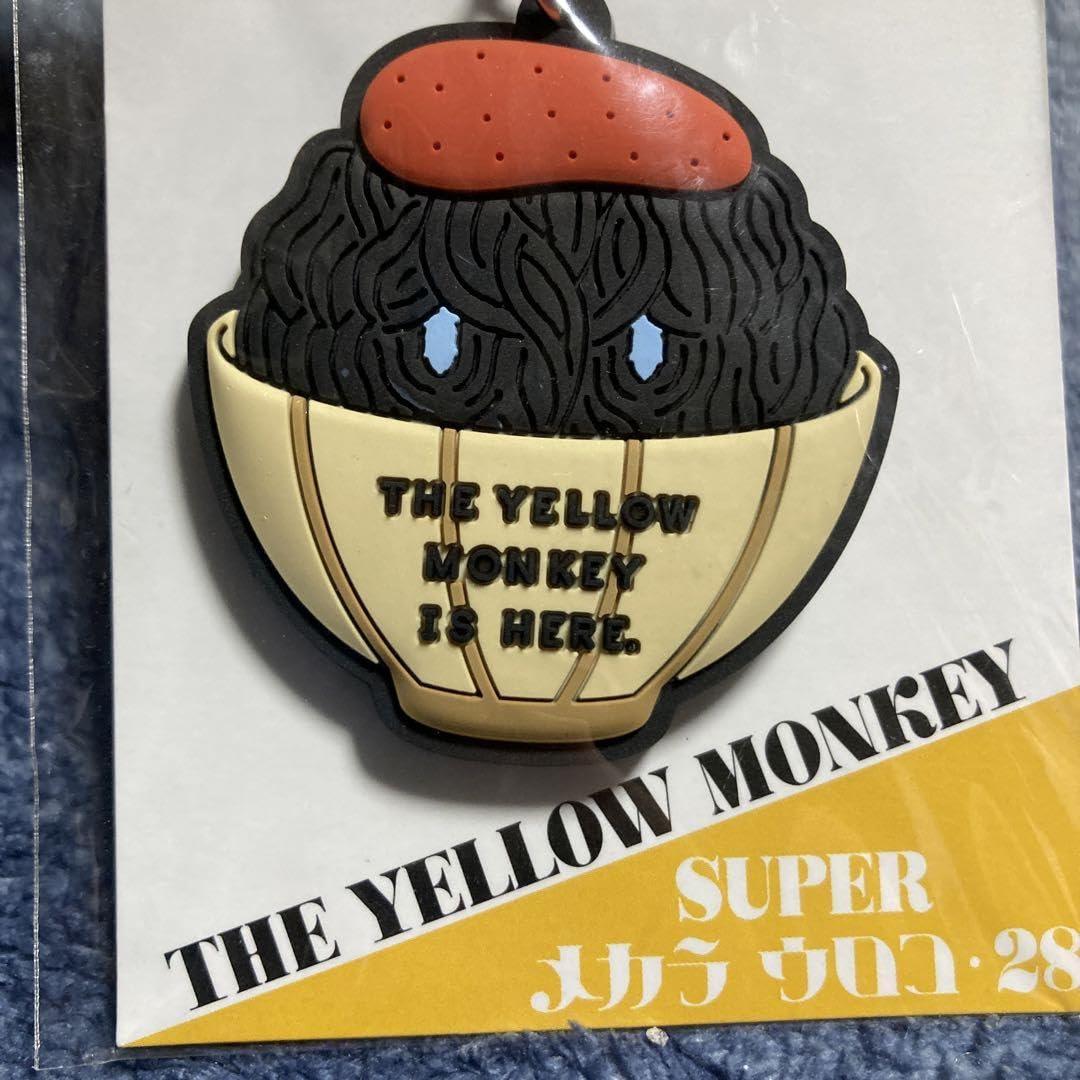 THE YELLOW
MONKEY
IS HERE.
THE YELLOW MONKEY
SUPER
メカラ ウロコ・28